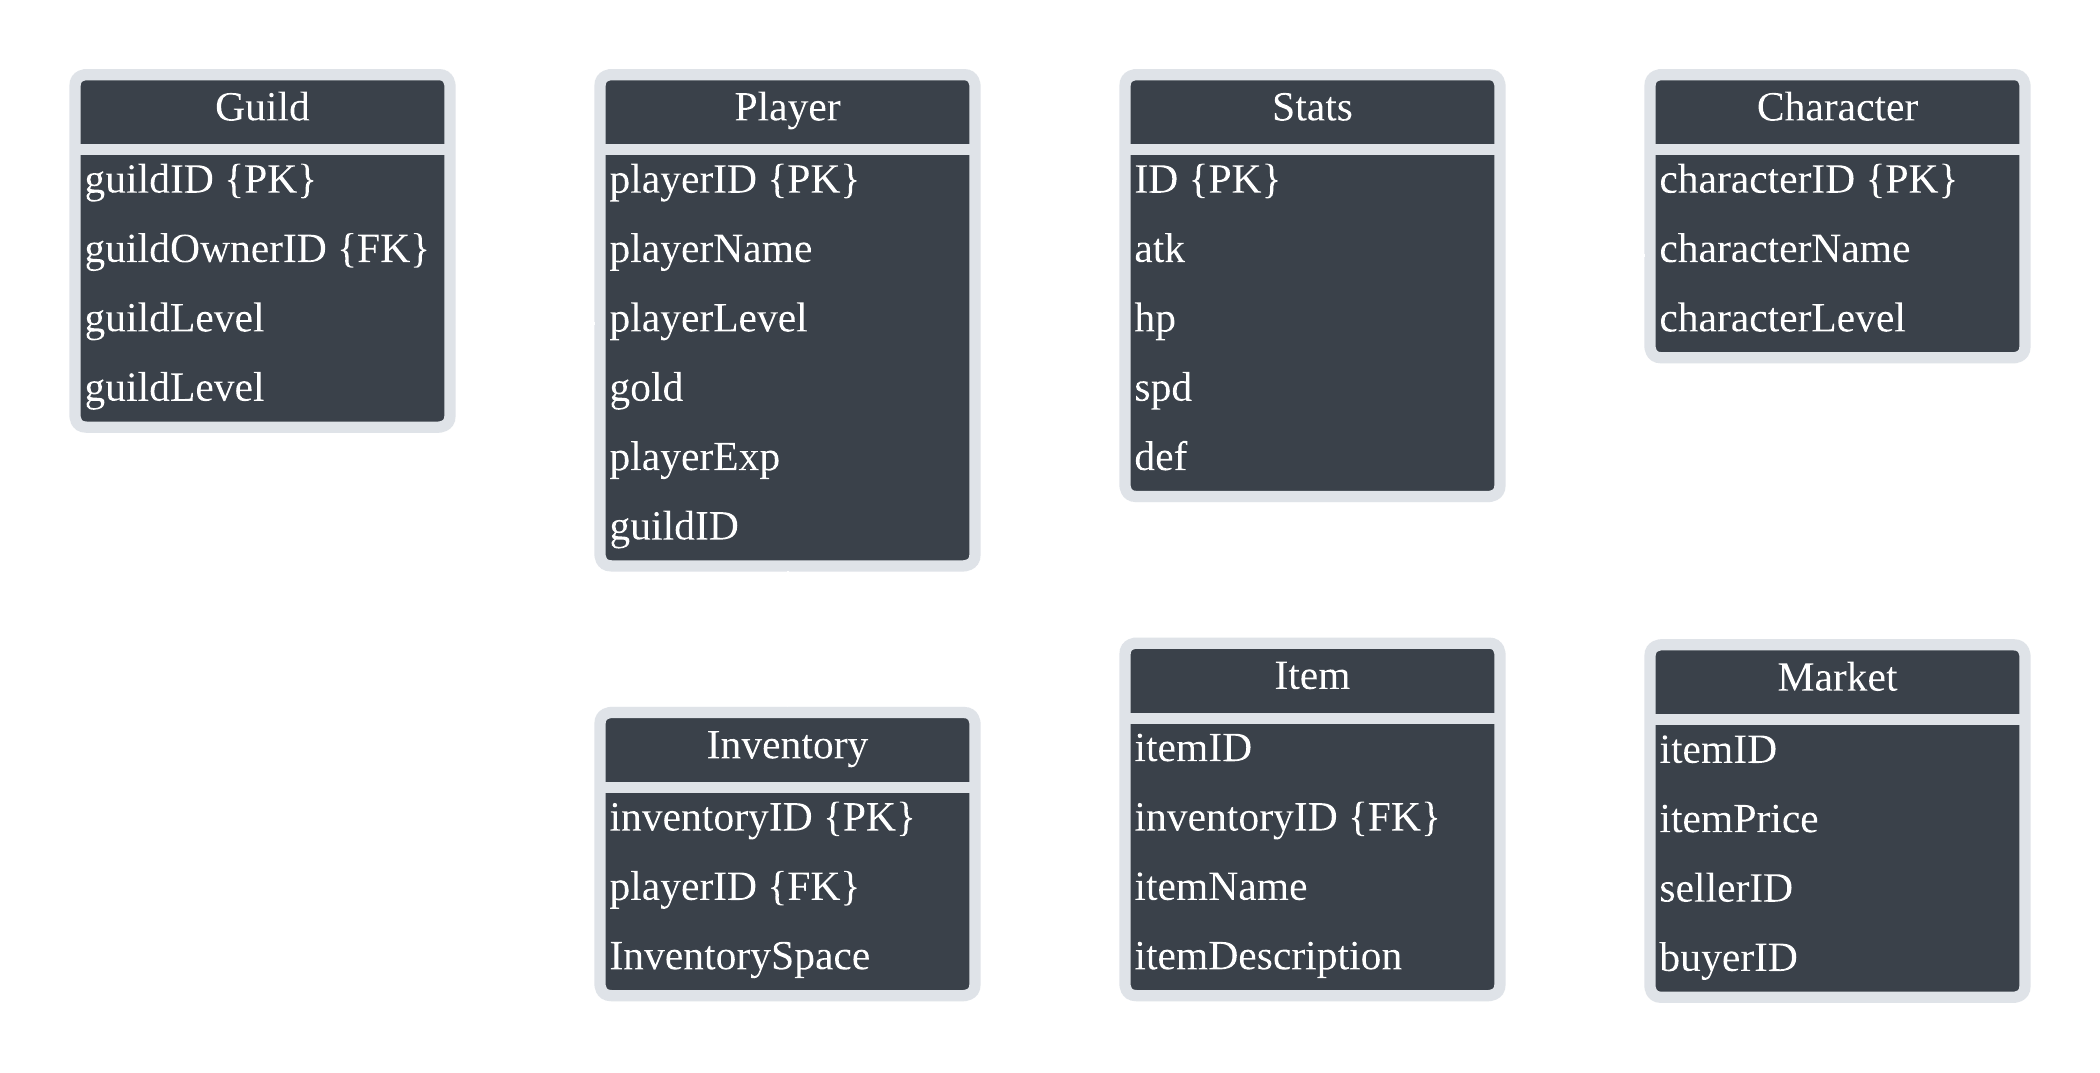 Guild
guildID {PK}
guildOwnerID {FK}
guildLevel
guildLevel
Player
playerID {PK}
playerName
playerLevel
gold
playerExp
guildID
Stats
ID {PK}
atk
hp
spd
def
Character
characterID {PK}
characterName
characterLevel
Inventory
inventoryID {PK}
playerID {FK}
InventorySpace
Item
itemID
inventoryID {FK}
itemName
itemDescription
Market
itemID
itemPrice
sellerID
buyerID